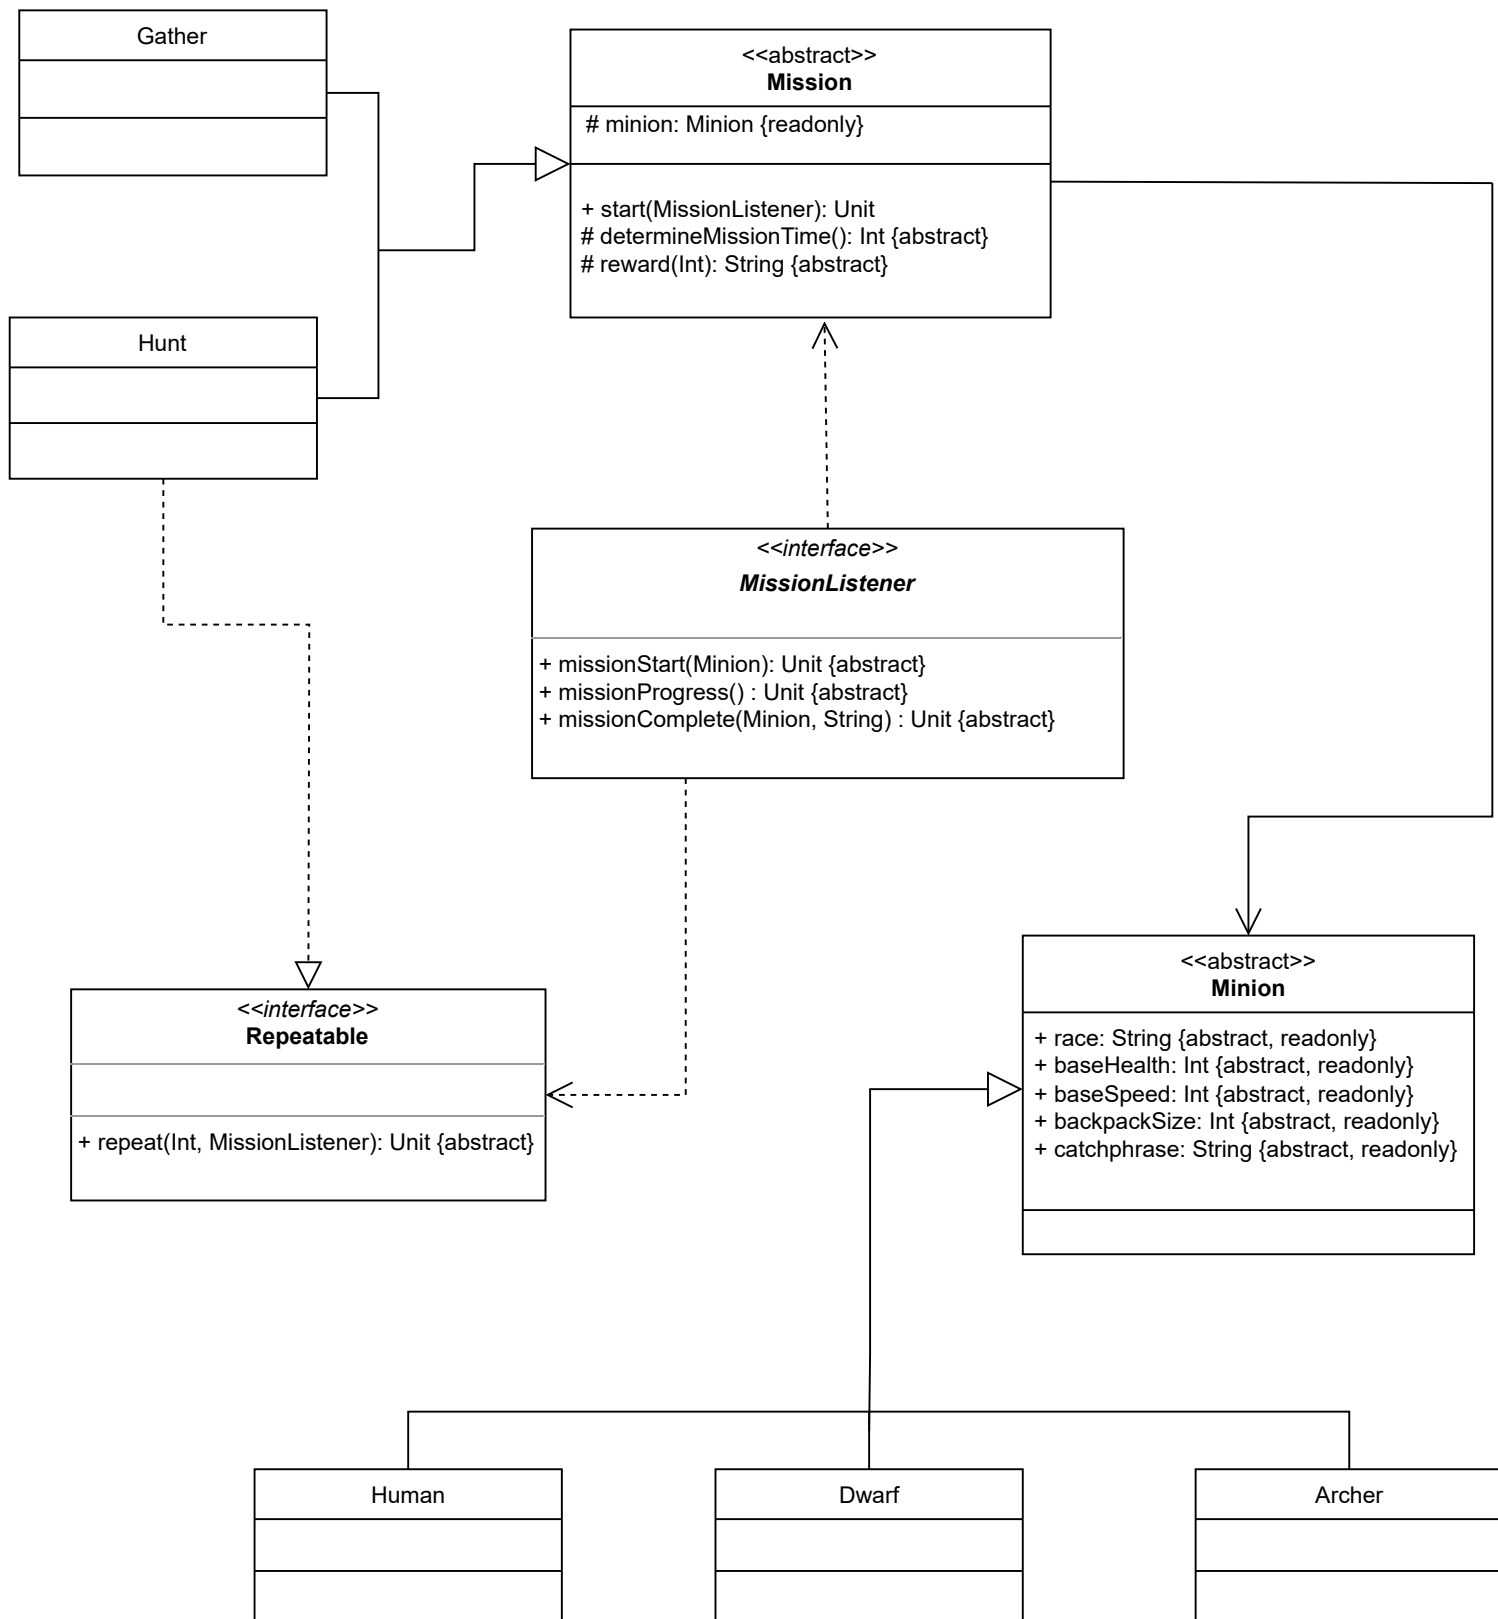 Gather
<<abstract>>
Mission
# minion: Minion {readonly}
+ start(MissionListener): Unit
# determineMissionTime(): Int {abstract}
# reward(Int): String {abstract}
Hunt
<<interface>>
MissionListener
+ missionStart(Minion): Unit {abstract}
+ missionProgress() : Unit {abstract}
+ missionComplete(Minion, String) : Unit {abstract}
<<interface>>
Repeatable
+ repeat(Int, MissionListener): Unit {abstract}
<<abstract>>
Minion
+ race: String {abstract, readonly}
+ baseHealth: Int {abstract, readonly}
+ baseSpeed: Int {abstract, readonly}
+ backpackSize: Int {abstract, readonly}
+ catchphrase: String {abstract, readonly}
Human
Dwarf
Archer